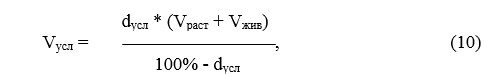 dусл * (Vраст + Vжив)
Vусл = ,                (10)
100% - dусл